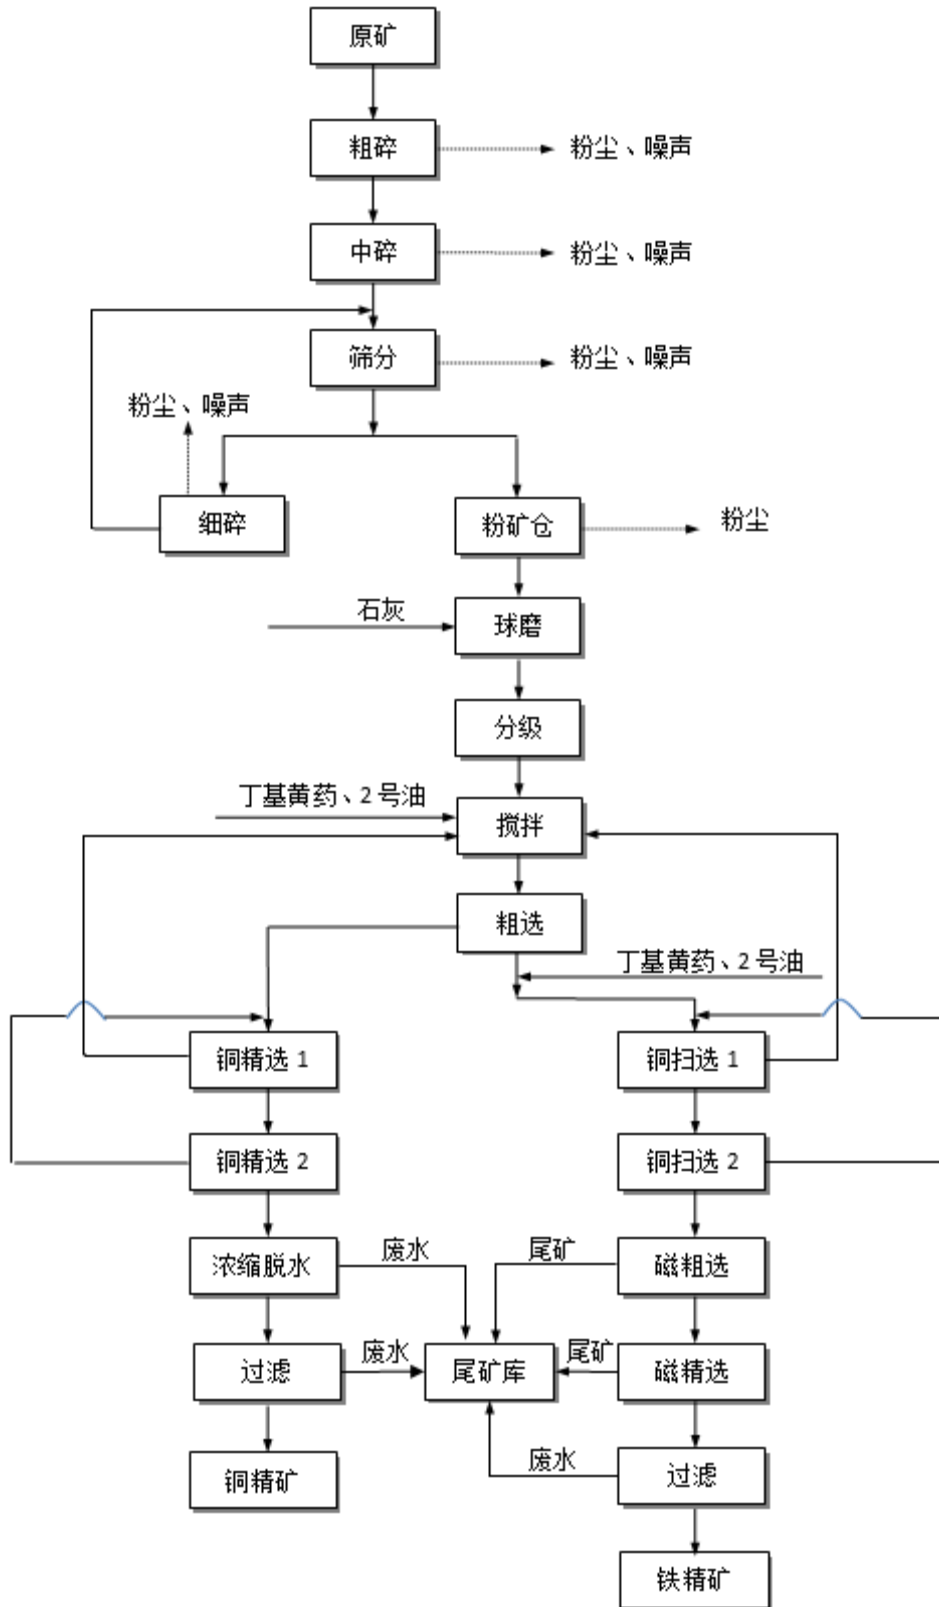 原矿
粗碎
粉尘、噪声
中碎
粉尘、噪声
筛分
粉尘、噪声
粉尘、噪声
细碎
粉矿仓
粉尘
石灰
球磨
分级
丁基黄药、2号油
搅拌
粗选
丁基黄药、2号油
铜精选 1
铜扫选 1
铜精选 2
铜扫选 2
浓缩脱水
废水
尾矿
磁粗选
过滤
废水
尾矿库
尾矿
磁精选
铜精矿
废水
过滤
铁精矿